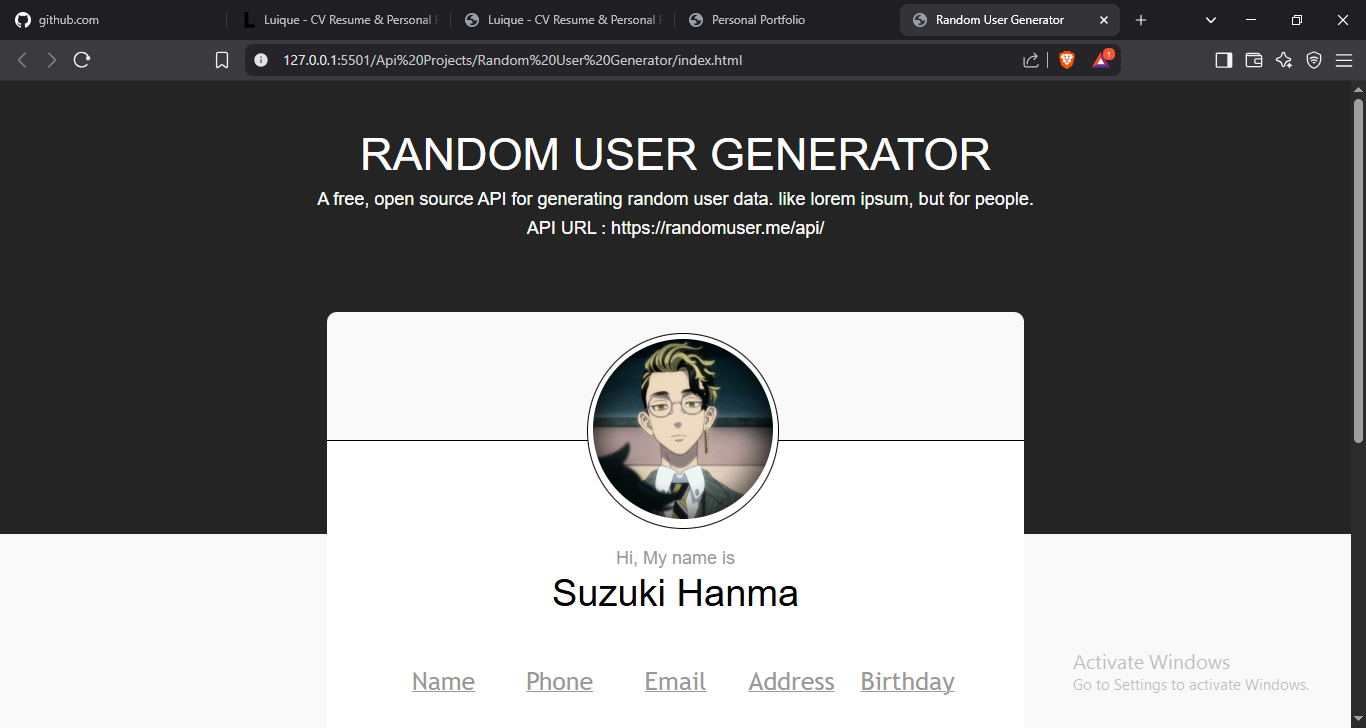 github.com
Luique - CV Resume & Personal
Luique - CV Resume & Personal
Personal Portfolio
Random User Generator
127.0.0.1:5501/Api%20Projects/Random%20User%20Generator/index.html
1
RANDOM USER GENERATOR
A free, open source API for generating random user data. like lorem ipsum, but for people.
API URL : https://randomuser.me/api/
Hi, My name is
Suzuki Hanma
Name Phone Email Address Birthday
Activate Windows
Go to Settings to activate Windows.